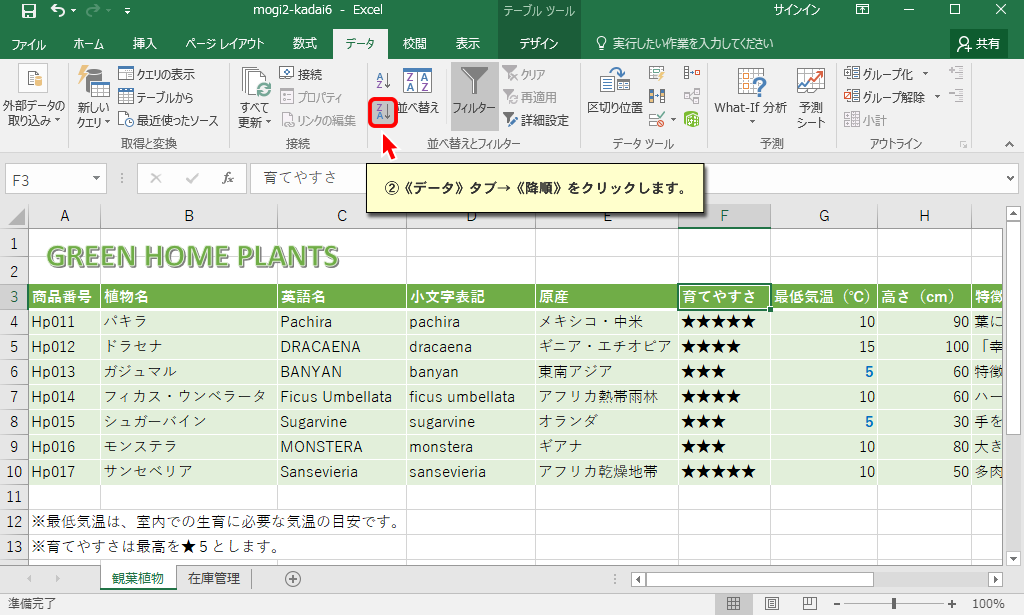 mogi2-kadai6 - Excel
テーブル ツール
サインイン
ファイル ホーム 挿入 ページ レイアウト 数式 データ 校閲 表示 デザイン 実行したい作業を入力してください 共有
外部データの
取り込み
新しい
クエリ
クエリの表示
テーブルから
最近使ったソース
取得と変換
すべて
更新
接続
プロパティ
リンクの編集
接続
並べ替え
フィルター
クリア
再適用
詳細設定
並べ替えとフィルター
区切り位置
データ ツール
What-If 分析
予測
シート
予測
グループ化
グループ解除
小計
アウトライン
F3
fx
育てやすさ
②《データ》タブ→《降順》をクリックします。
A B C D E F G H
1
GREEN HOME PLANTS
2
3 商品番号 植物名 英語名 小文字表記 原産 育てやすさ 最低気温（℃） 高さ（cm） 特徴
4 Hp011 パキラ Pachira pachira メキシコ・中米 ★★★★★ 10 90 葉に
5 Hp012 ドラセナ DRACAENA dracaena ギニア・エチオピア ★★★★ 15 100 「幸
6 Hp013 ガジュマル BANYAN banyan 東南アジア ★★★ 5 60 特徴
7 Hp014 フィカス・ウンベラータ Ficus Umbellata ficus umbellata アフリカ熱帯雨林 ★★★★ 10 60 ハー
8 Hp015 シュガーバイン Sugarvine sugarvine オランダ ★★★ 5 30 手を
9 Hp016 モンステラ MONSTERA monstera ギアナ ★★★ 10 80 大き
10 Hp017 サンセベリア Sansevieria sansevieria アフリカ乾燥地帯 ★★★★★ 10 50 多肉
11
12 ※最低気温は、室内での生育に必要な気温の目安です。
13 ※育てやすさは最高を★５とします。
観葉植物 在庫管理
準備完了
100%